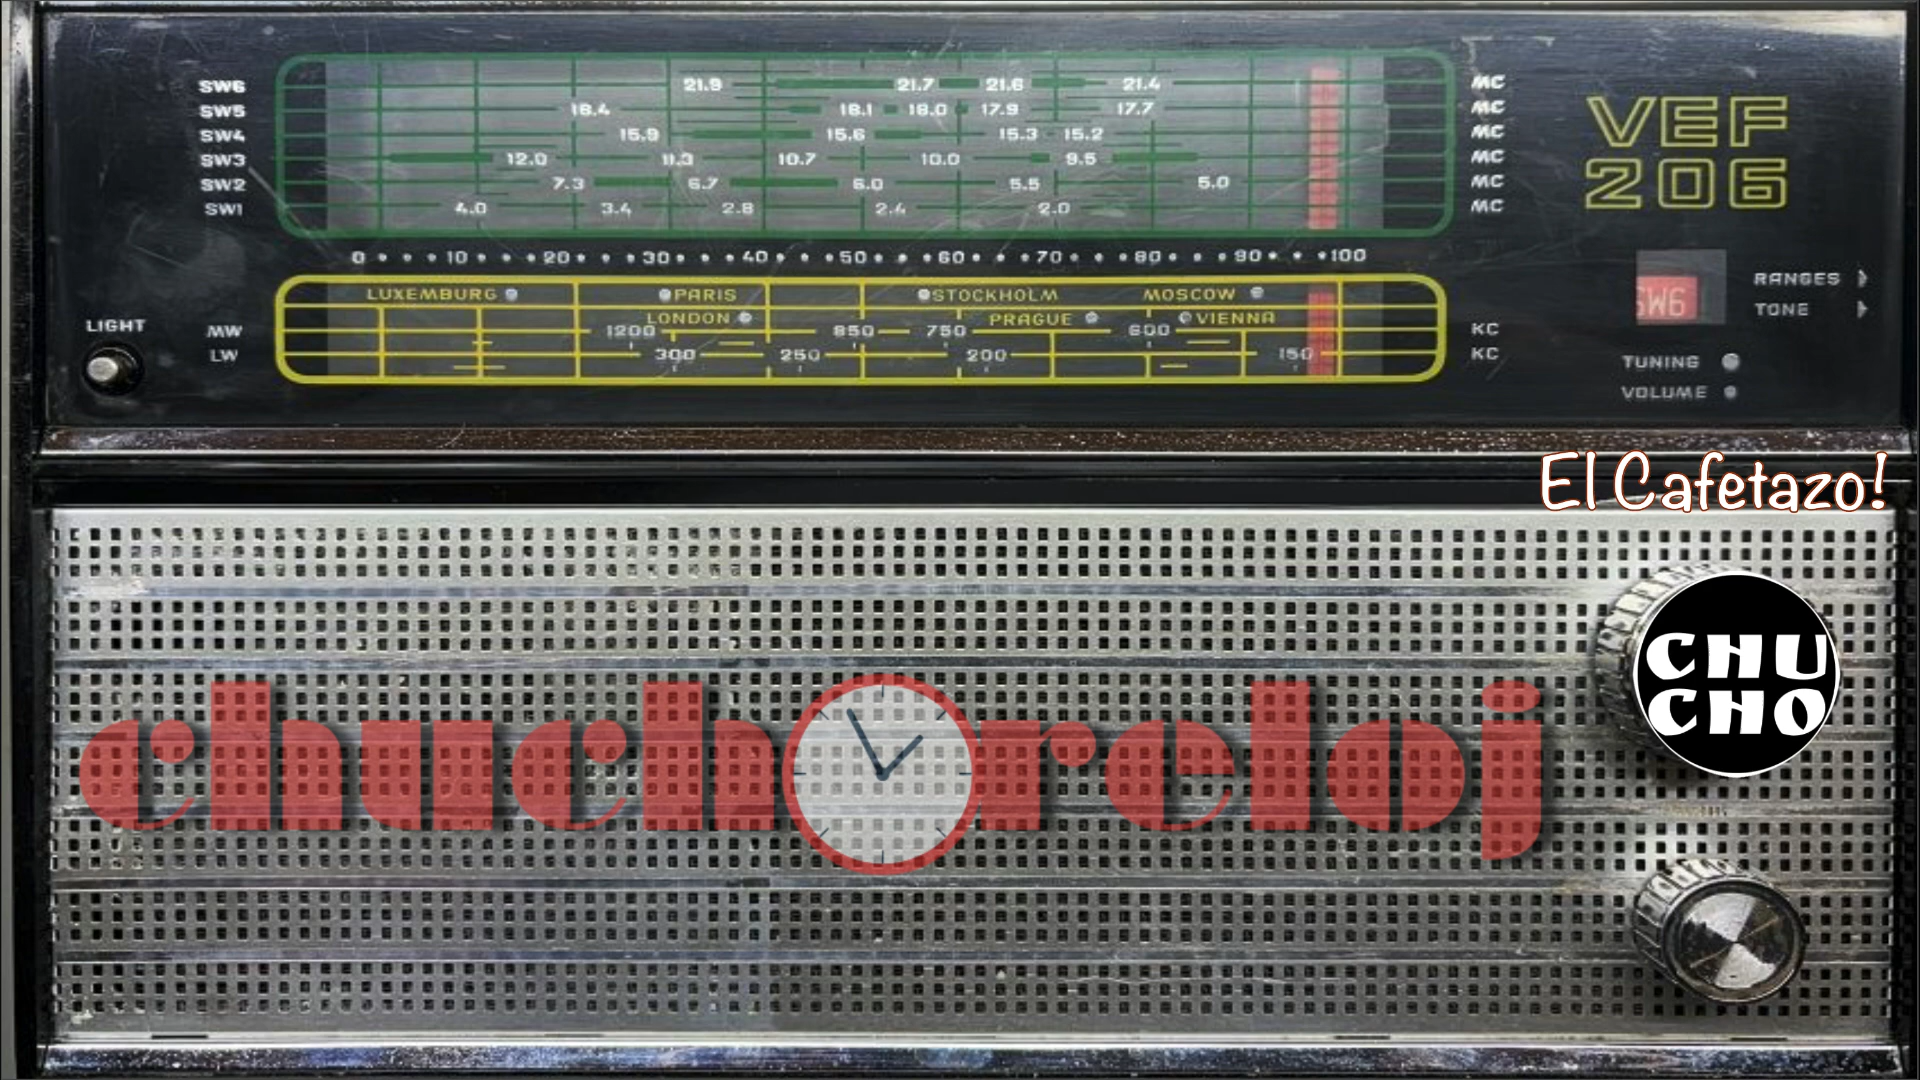 SW6 21.9 21.7 21.6 21.4 MC
SW5 18.4 18.1 18.0 17.9 17.7 MC
SW4 15.9 15.6 15.3 15.2 MC
SW3 12.0 11.3 10.7 10.0 9.5 MC
SW2 7.3 6.7 6.0 5.5 5.0 MC
SW1 4.0 3.4 2.8 2.4 2.0 MC
VEF
206
0 10 20 30 40 50 60 70 80 90 100
LUXEMBURG PARIS STOCKHOLM MOSCOW
LONDON PRAGUE VIENNA
MW 1200 850 750 600 KC
LW 300 250 200 150 KC
LIGHT
SW6
RANGES
TONE
TUNING
VOLUME
El Cafetazo!
CHU
CHO
chuchoreloj